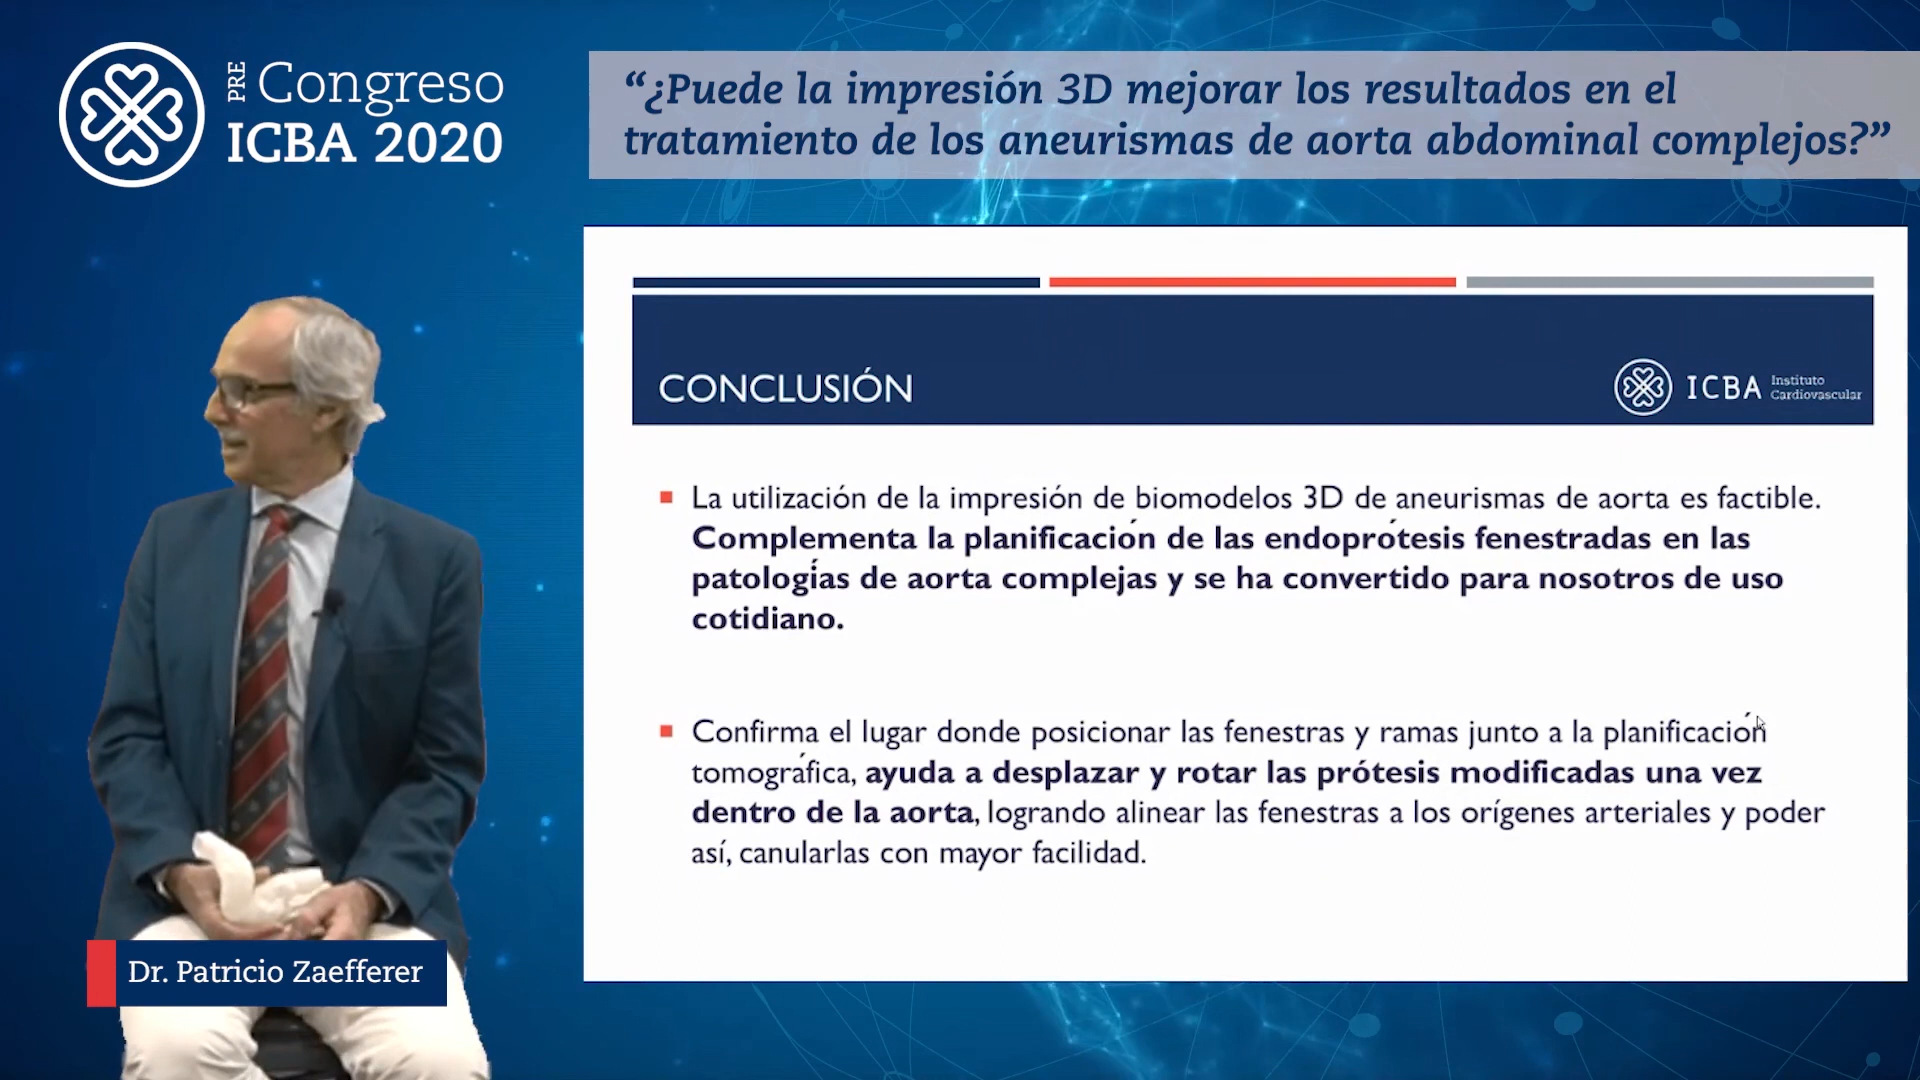 PRE Congreso
ICBA 2020
“¿Puede la impresión 3D mejorar los resultados en el
tratamiento de los aneurismas de aorta abdominal complejos?”
CONCLUSIÓN
ICBA Instituto
Cardiovascular
La utilización de la impresión de biomodelos 3D de aneurismas de aorta es factible.
Complementa la planificación de las endoprótesis fenestradas en las
patologías de aorta complejas y se ha convertido para nosotros de uso
cotidiano.
Confirma el lugar donde posicionar las fenestras y ramas junto a la planificación
tomográfica, ayuda a desplazar y rotar las prótesis modificadas una vez
dentro de la aorta, logrando alinear las fenestras a los orígenes arteriales y poder
así, canularlas con mayor facilidad.
Dr. Patricio Zaefferer